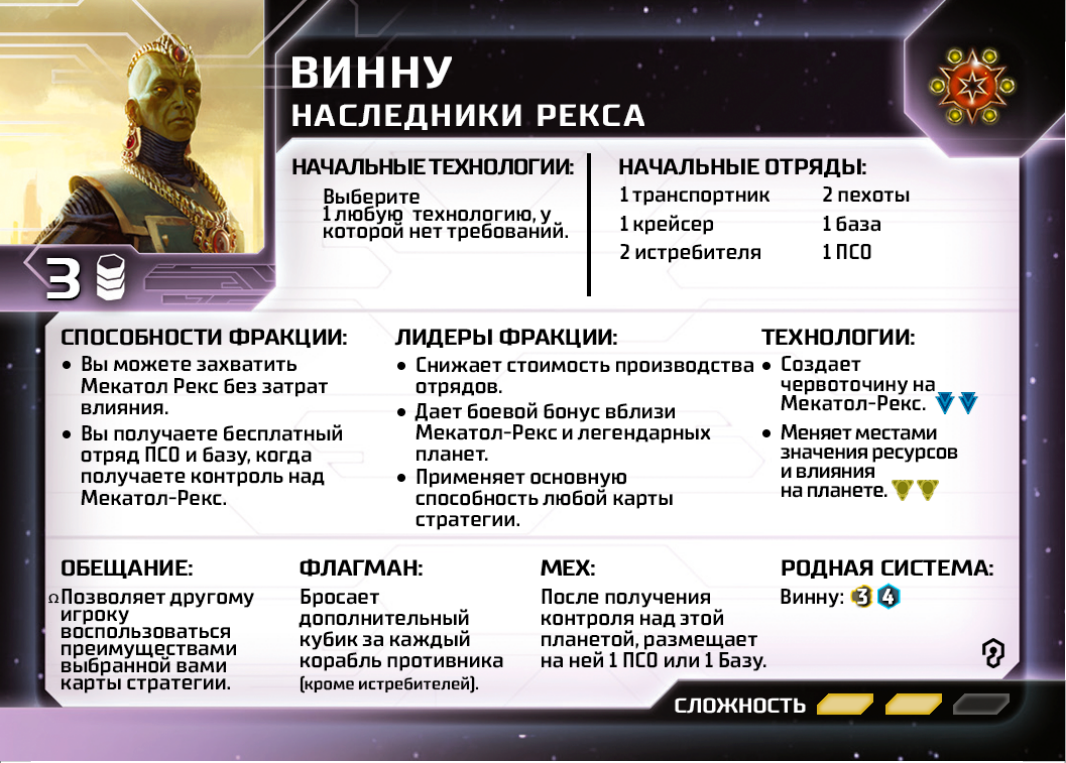 ВИННУ
НАСЛЕДНИКИ РЕКСА
3
НАЧАЛЬНЫЕ ТЕХНОЛОГИИ:
Выберите
1 любую технологию, у
которой нет требований.
НАЧАЛЬНЫЕ ОТРЯДЫ:
1 транспортник
1 крейсер
2 истребителя
2 пехоты
1 база
1 ПСО
СПОСОБНОСТИ ФРАКЦИИ:
• Вы можете захватить
Мекатол Рекс без затрат
влияния.
• Вы получаете бесплатный
отряд ПСО и базу, когда
получаете контроль над
Мекатол-Рекс.
ЛИДЕРЫ ФРАКЦИИ:
• Снижает стоимость производства
отрядов.
• Дает боевой бонус вблизи
Мекатол-Рекс и легендарных
планет.
• Применяет основную
способность любой карты
стратегии.
ТЕХНОЛОГИИ:
• Создает
червоточину на
Мекатол-Рекс.
• Меняет местами
значения ресурсов
и влияния
на планете.
ОБЕЩАНИЕ:
Ω Позволяет другому
игроку
воспользоваться
преимуществами
выбранной вами
карты стратегии.
ФЛАГМАН:
Бросает
дополнительный
кубик за каждый
корабль противника
(кроме истребителей).
МЕХ:
После получения
контроля над этой
планетой, размещает
на ней 1 ПСО или 1 Базу.
РОДНАЯ СИСТЕМА:
Винну: 3 4
СЛОЖНОСТЬ